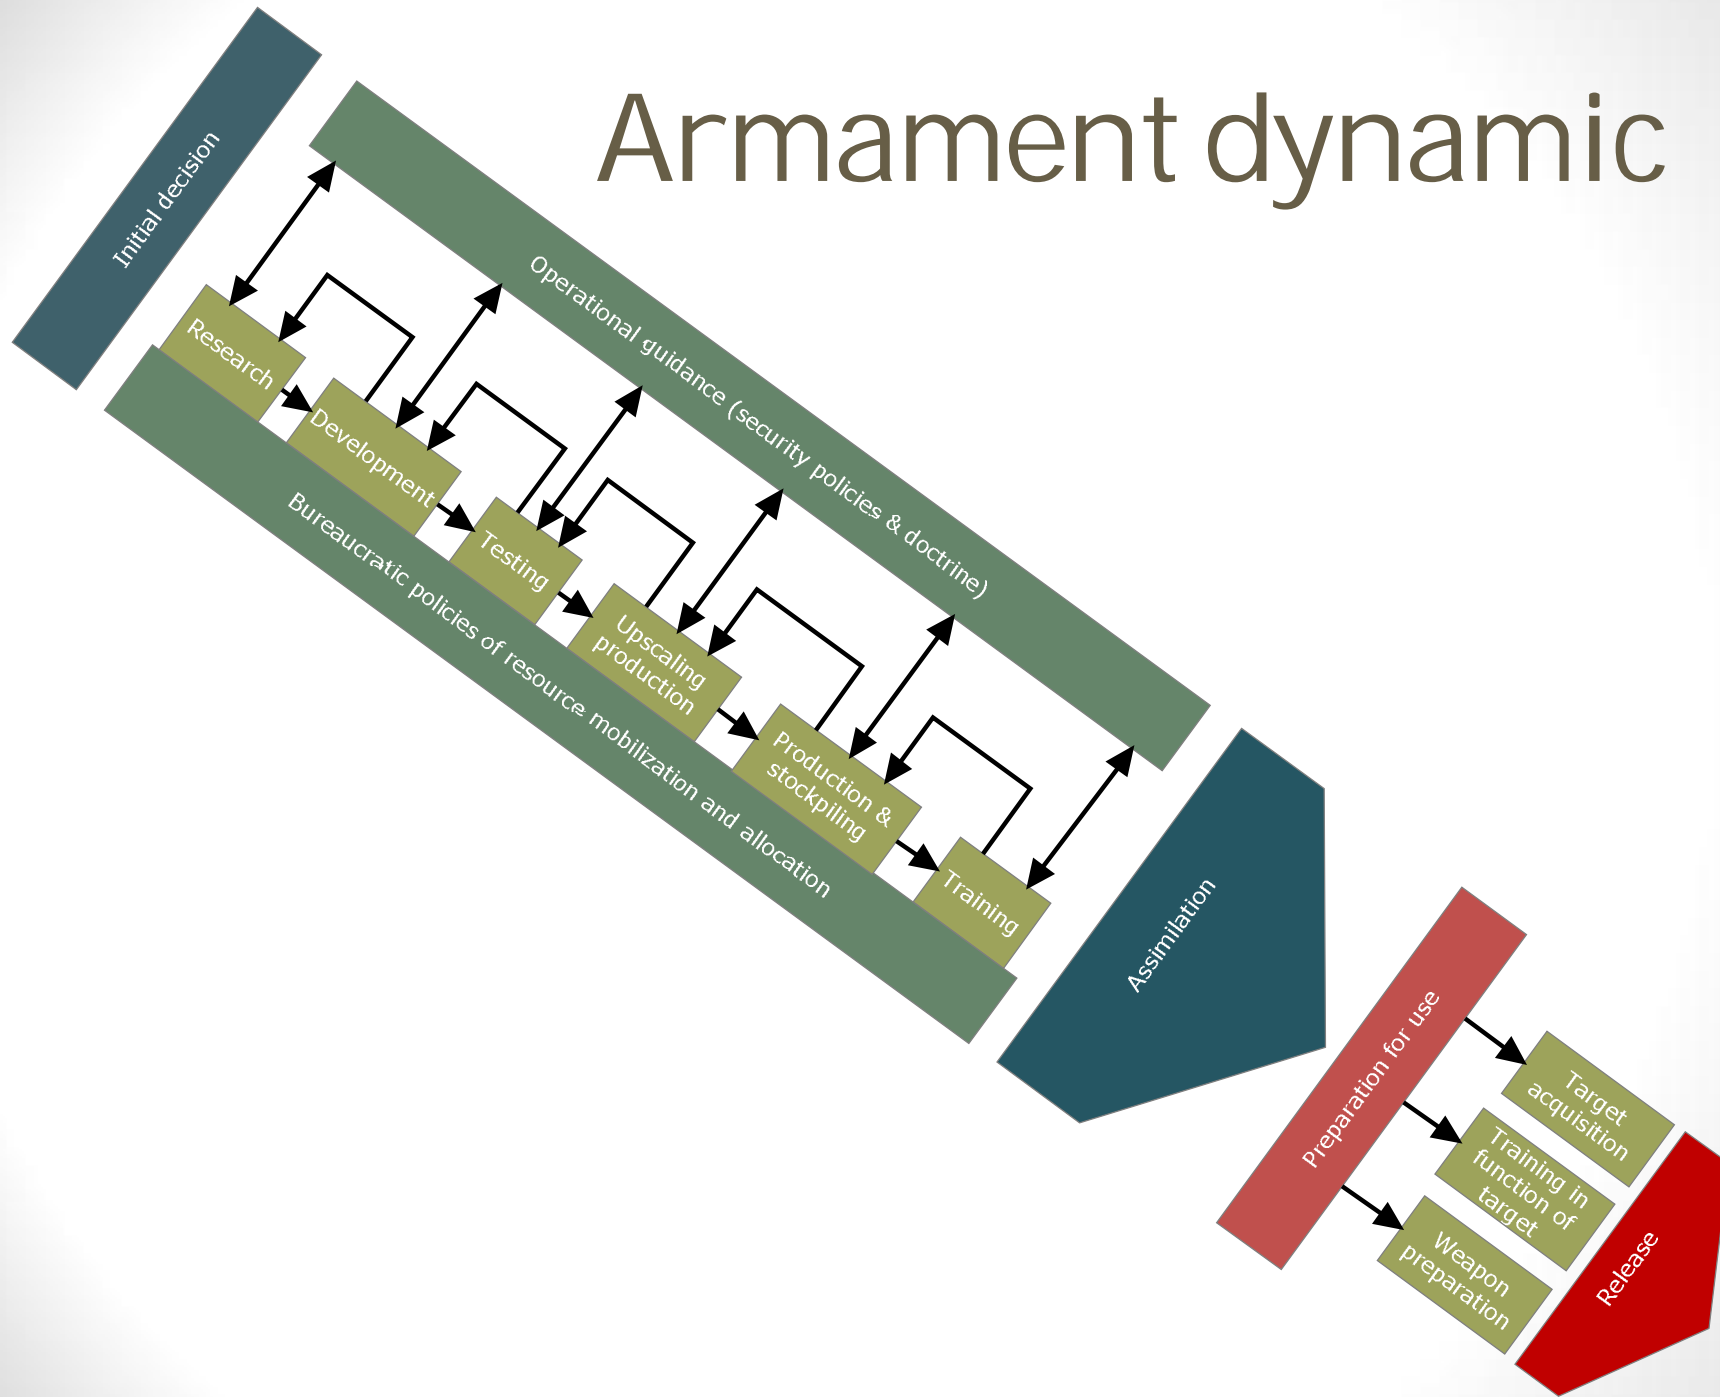 Armament dynamic
Initial decision
Operational guidance (security policies & doctrine)
Research
Development
Testing
Upscaling
production
Production &
stockpiling
Training
Bureaucratic policies of resource mobilization and allocation
Assimilation
Preparation for use
Target
acquisition
Training in
function of
target
Weapon
preparation
Release